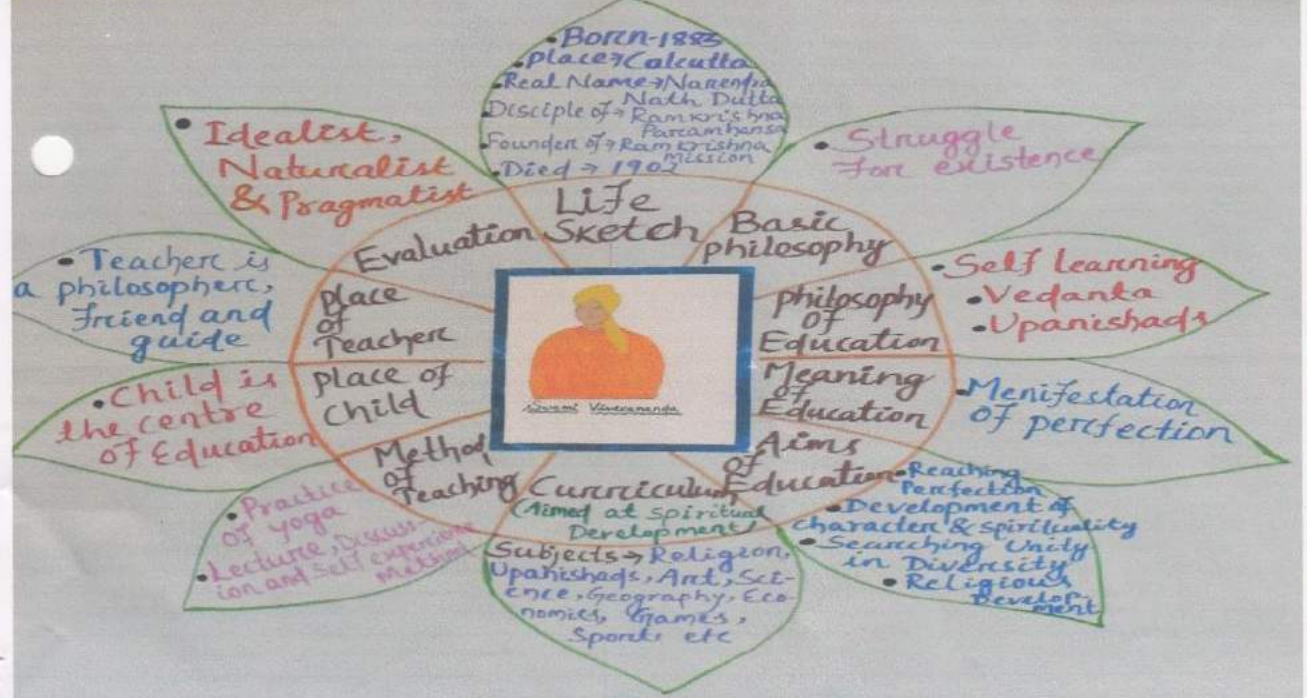 • Born-1883
• place→Calcutta
• Real Name→Narendra
Nath Dutta
• Disciple of→Ramkrishna
Paramhansa
• Founder of→Ramkrishna
mission
• Died→1902
Life
Sketch
Basic
philosophy
• Struggle
For existence
philosophy
of
Education
• Self learning
• Vedanta
• Upanishads
Meaning
of
Education
• Menifestation
of perfection
Aims
of
Education
• Reaching
Perfection
• Development of
character & spirituality
• Searching Unity
in Diversity
• Religious
Develop-
ment
Curriculum
(Aimed at spiritual
Development)
Subjects→Religion,
Upanishads, Art, Sci-
ence, Geography, Eco-
nomics, Games,
Sports etc
Method
of
Teaching
• Practice
of yoga
• Lecture, Discuss-
ion and self experience
Method
place of
child
• Child is
the centre
of Education
place
of
Teacher
• Teacher is
a philosopher,
Friend and
guide
Evaluation
• Idealist,
Naturalist
& Pragmatist
Swami Vivekananda